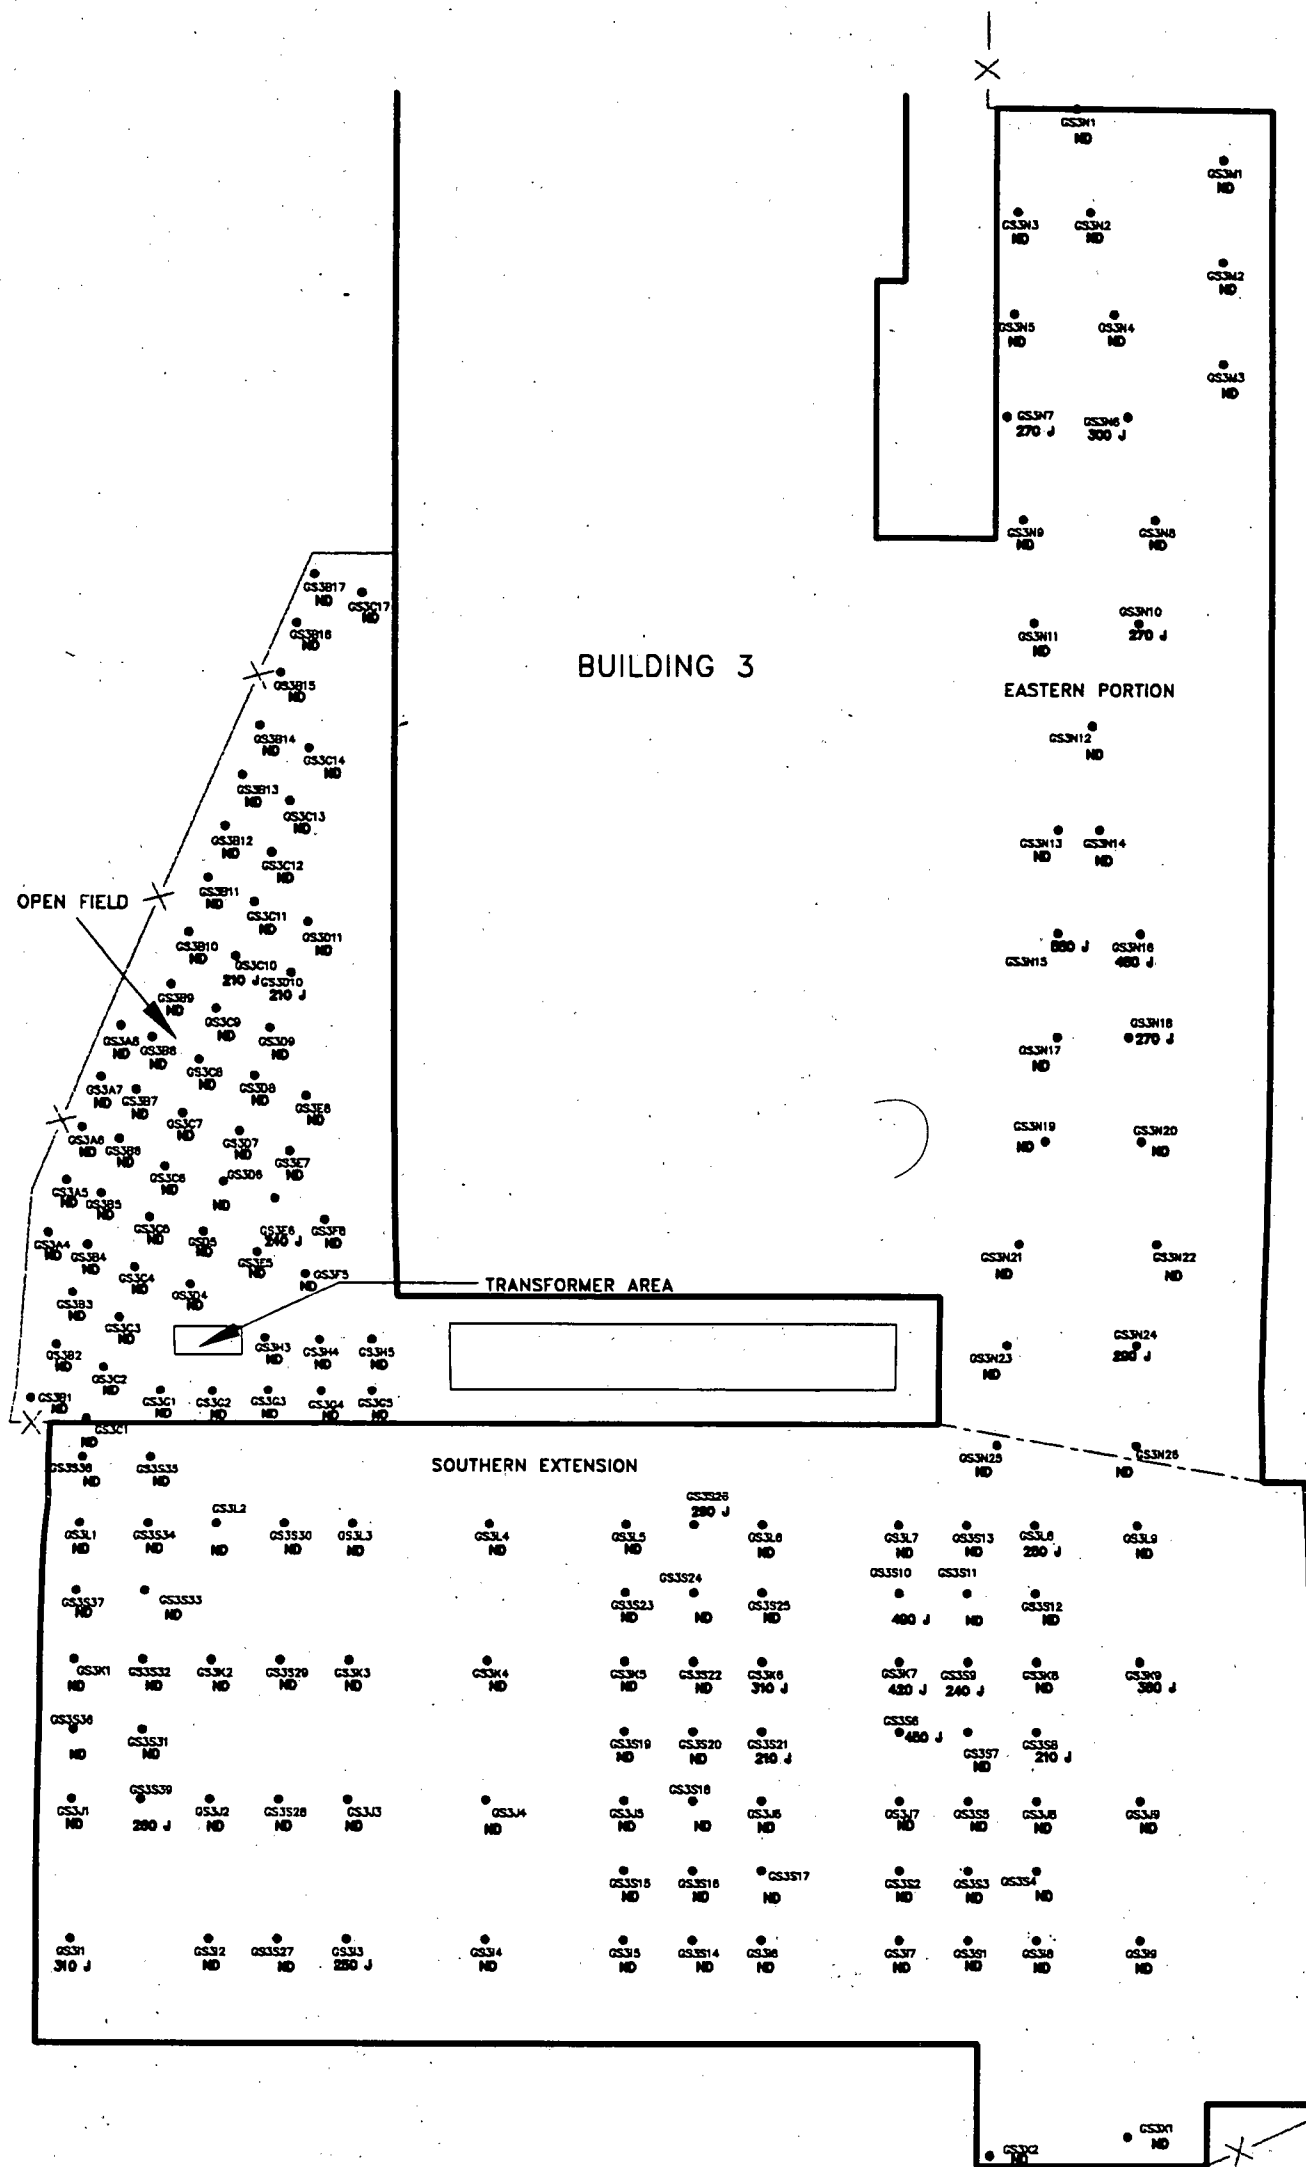 GS3N1
ND
GS3M1
ND
GS3N3
ND
GS3N2
ND
GS3M2
ND
GS3N5
ND
GS3N4
ND
GS3M3
ND
GS3N7
270 J
GS3N6
300 J
GS3N9
ND
GS3N8
ND
GS3B17
ND
GS3C17
ND
GS3B16
ND
GS3N11
ND
GS3N10
270 J
BUILDING 3
GS3B15
ND
EASTERN PORTION
GS3B14
ND
GS3C14
ND
GS3N12
ND
GS3B13
ND
GS3C13
ND
GS3B12
ND
GS3C12
ND
GS3N13
ND
GS3N14
ND
GS3B11
ND
OPEN FIELD
GS3C11
ND
GS3D11
ND
GS3B10
ND
GS3C10
210 J
GS3D10
210 J
GS3N15
GS3N16
GS3B9
ND
GS3C9
ND
GS3D9
ND
GS3A8
ND
GS3B8
ND
GS3N17
ND
GS3N18
270 J
GS3C8
ND
GS3D8
ND
GS3A7
ND
GS3B7
ND
GS3E8
ND
GS3C7
ND
GS3A6
ND
GS3B6
ND
GS3D7
ND
GS3E7
ND
GS3N19
ND
GS3N20
ND
GS3C6
ND
GS3D6
ND
GS3A5
ND
GS3B5
ND
GS3C5
ND
GSD5
ND
GS3E6
240 J
GS3F6
ND
GS3A4
ND
GS3B4
ND
GS3E5
ND
GS3N21
ND
GS3N22
ND
GS3C4
ND
GS3F5
ND
TRANSFORMER AREA
GS3B3
ND
GS3D4
ND
GS3C3
ND
GS3B2
ND
GS3H3
ND
GS3H4
ND
GS3H5
ND
GS3N23
ND
GS3N24
290 J
GS3C2
ND
GS3B1
ND
GS3G1
ND
GS3G2
ND
GS3G3
ND
GS3G4
ND
GS3G5
ND
GS3C1
ND
GS3S36
ND
GS3S35
ND
SOUTHERN EXTENSION
GS3N25
ND
GS3N26
ND
GS3L1
ND
GS3S34
ND
GS3L2
ND
GS3S30
ND
GS3L3
ND
GS3L4
ND
GS3L5
ND
GS3S26
GS3L6
ND
GS3L7
ND
GS3S13
ND
GS3L8
GS3L9
ND
GS3S37
ND
GS3S33
ND
GS3S23
ND
GS3S24
ND
GS3S25
ND
GS3S10
490 J
GS3S11
ND
GS3S12
ND
GS3K1
ND
GS3S32
ND
GS3K2
ND
GS3S29
ND
GS3K3
ND
GS3K4
ND
GS3K5
ND
GS3S22
ND
GS3K6
310 J
GS3K7
420 J
GS3S9
240 J
GS3K8
ND
GS3K9
GS3S38
ND
GS3S31
ND
GS3S19
ND
GS3S20
ND
GS3S21
210 J
GS3S6
GS3S7
ND
GS3S8
210 J
GS3J1
ND
GS3S39
GS3J2
ND
GS3S28
ND
GS3J3
ND
GS3J4
ND
GS3J5
ND
GS3S18
ND
GS3J6
ND
GS3J7
ND
GS3S5
ND
GS3J8
ND
GS3J9
ND
GS3S15
ND
GS3S16
ND
GS3S17
ND
GS3S2
ND
GS3S3
ND
GS3S4
ND
GS3I1
310 J
GS3I2
ND
GS3S27
ND
GS3I3
250 J
GS3I4
ND
GS3I5
ND
GS3S14
ND
GS3I6
ND
GS3I7
ND
GS3S1
ND
GS3I8
ND
GS3I9
ND
GS3X1
ND
GS3X2
ND